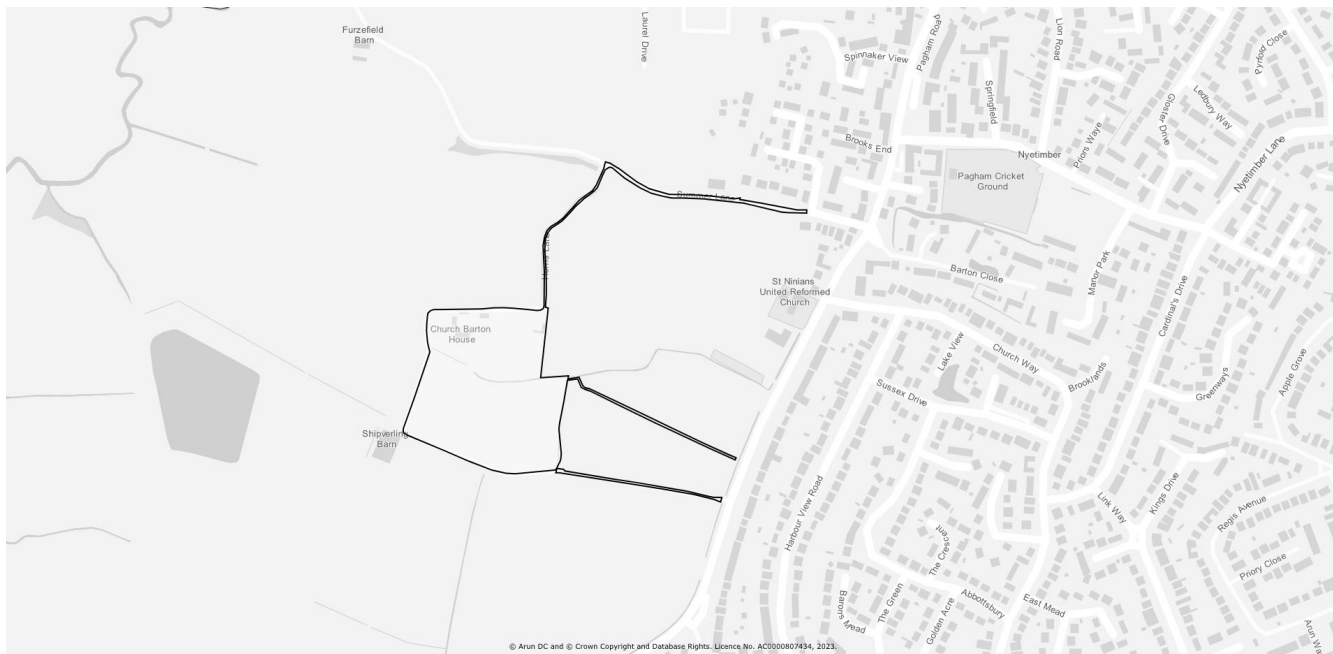 Furzefield
Barn
Laurel Drive
Spinnaker View
Pagham Road
Lion Road
Pyrford Close
Springfield
Ledbury Way
Gloster Drive
Brooks End
Nyetimber
Priors Waye
Nyetimber Lane
Pagham Cricket
Ground
Summer Lane
Barton Close
Manor Park
St Ninians
United Reformed
Church
Cardinal's Drive
Church Barton
House
Church Way
Lake View
Brooklands
Sussex Drive
Greenways
Apple Grove
Shipverling
Barn
Harbour View Road
Link Way
Kings Drive
Regis Avenue
The Crescent
Priory Close
The Green
Abbottsbury
East Mead
Barons Mead
Golden Acre
Arun Wa
© Arun DC and © Crown Copyright and Database Rights. Licence No. AC0000807434, 2023.